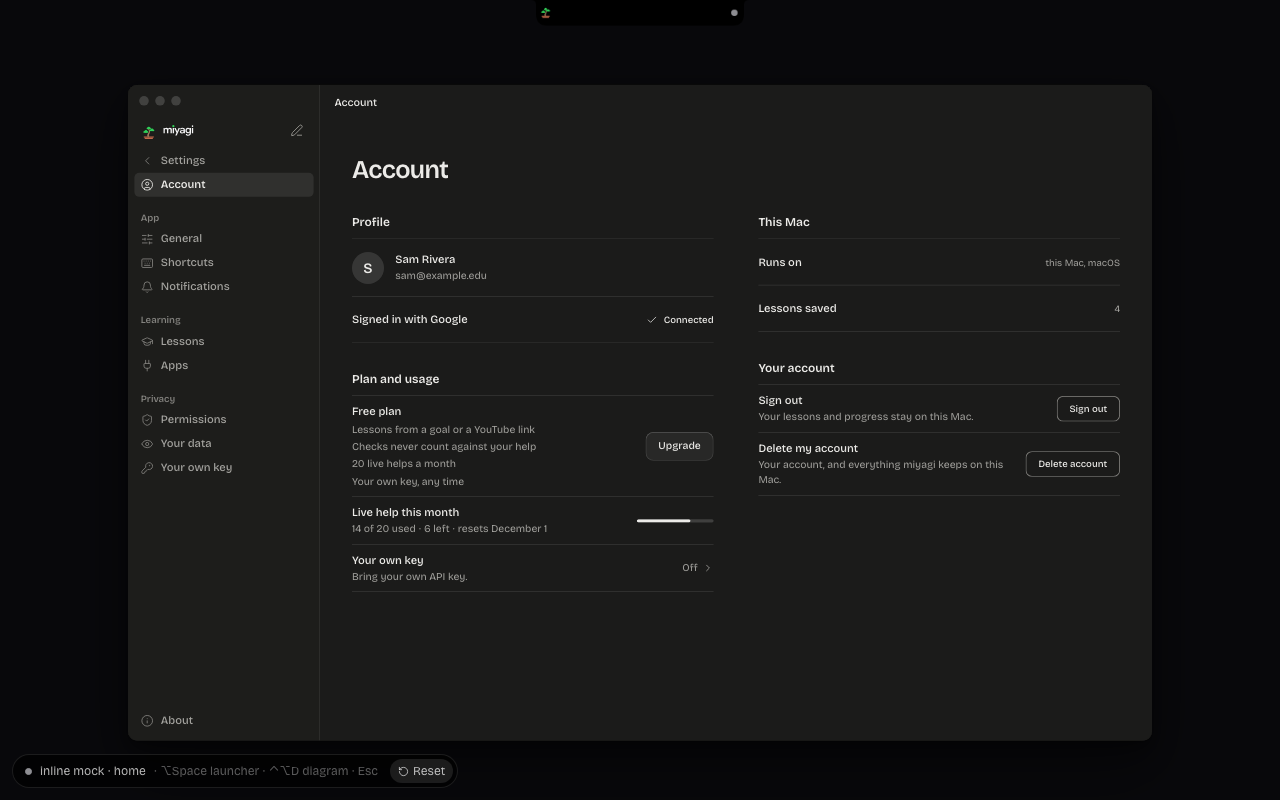 miyagi
Settings
Account
App
General
Shortcuts
Notifications
Learning
Lessons
Apps
Privacy
Permissions
Your data
Your own key
About
Account
Account
Profile
S
Sam Rivera
sam@example.edu
Signed in with Google
Connected
Plan and usage
Free plan
Lessons from a goal or a YouTube link
Checks never count against your help
20 live helps a month
Your own key, any time
Upgrade
Live help this month
14 of 20 used · 6 left · resets December 1
Your own key
Bring your own API key.
Off
This Mac
Runs on
this Mac, macOS
Lessons saved
4
Your account
Sign out
Your lessons and progress stay on this Mac.
Sign out
Delete my account
Your account, and everything miyagi keeps on this
Mac.
Delete account
inline mock · home · ⌥Space launcher · ^⌥D diagram · Esc
Reset